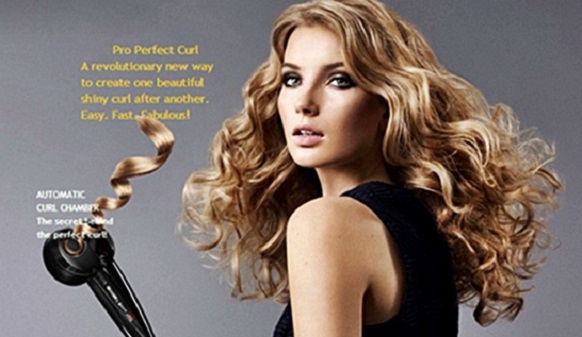 Pro Perfect Curl
A revolutionary new way
to create one beautiful
shiny curl after another.
Easy. Fast. Fabulous!
AUTOMATIC
CURL CHAMBER
The secret behind
the perfect curl!